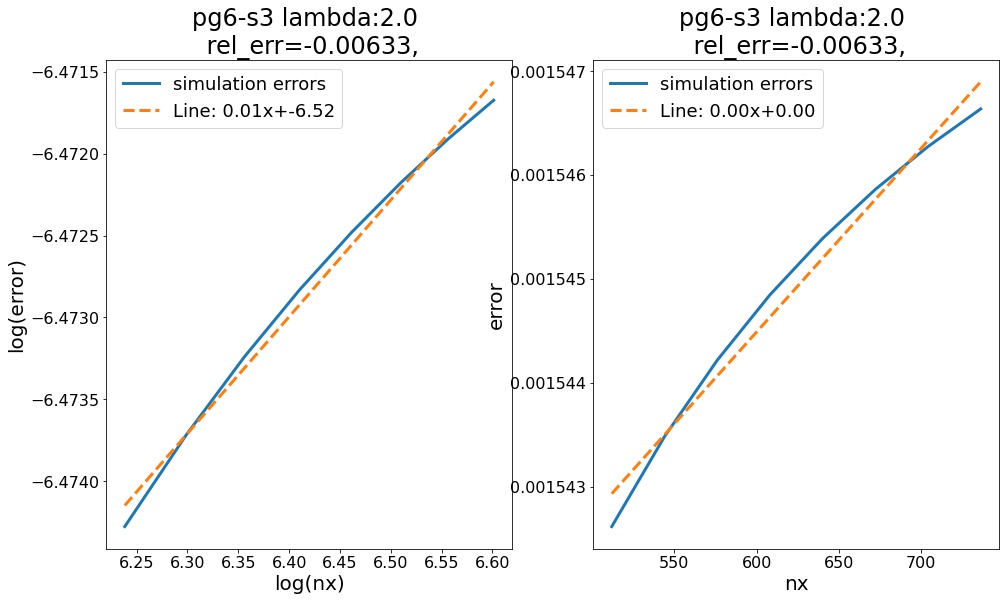 pg6-s3 lambda:2.0
rel_err=-0.00633,
simulation errors
Line: 0.01x+-6.52
−6.4715
−6.4720
−6.4725
−6.4730
−6.4735
−6.4740
log(error)
6.25 6.30 6.35 6.40 6.45 6.50 6.55 6.60
log(nx)
pg6-s3 lambda:2.0
rel_err=-0.00633,
simulation errors
Line: 0.00x+0.00
0.001547
0.001546
0.001545
0.001544
0.001543
error
550 600 650 700
nx